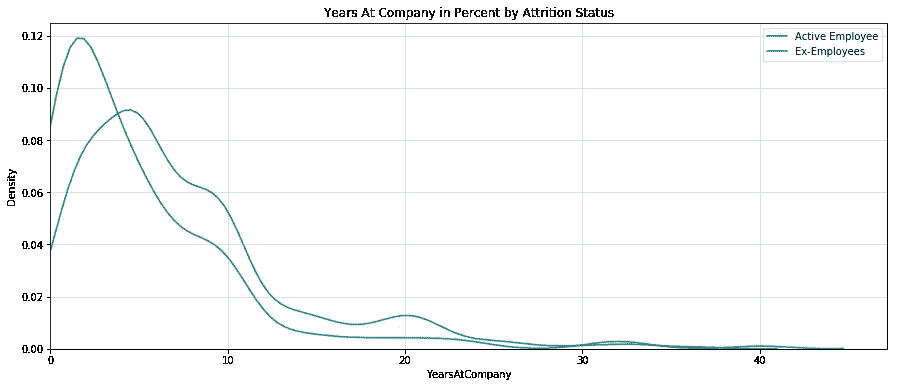 Years At Company in Percent by Attrition Status
Active Employee
Ex-Employees
0.12
0.10
0.08
0.06
0.04
0.02
0.00
Density
0 10 20 30 40
YearsAtCompany